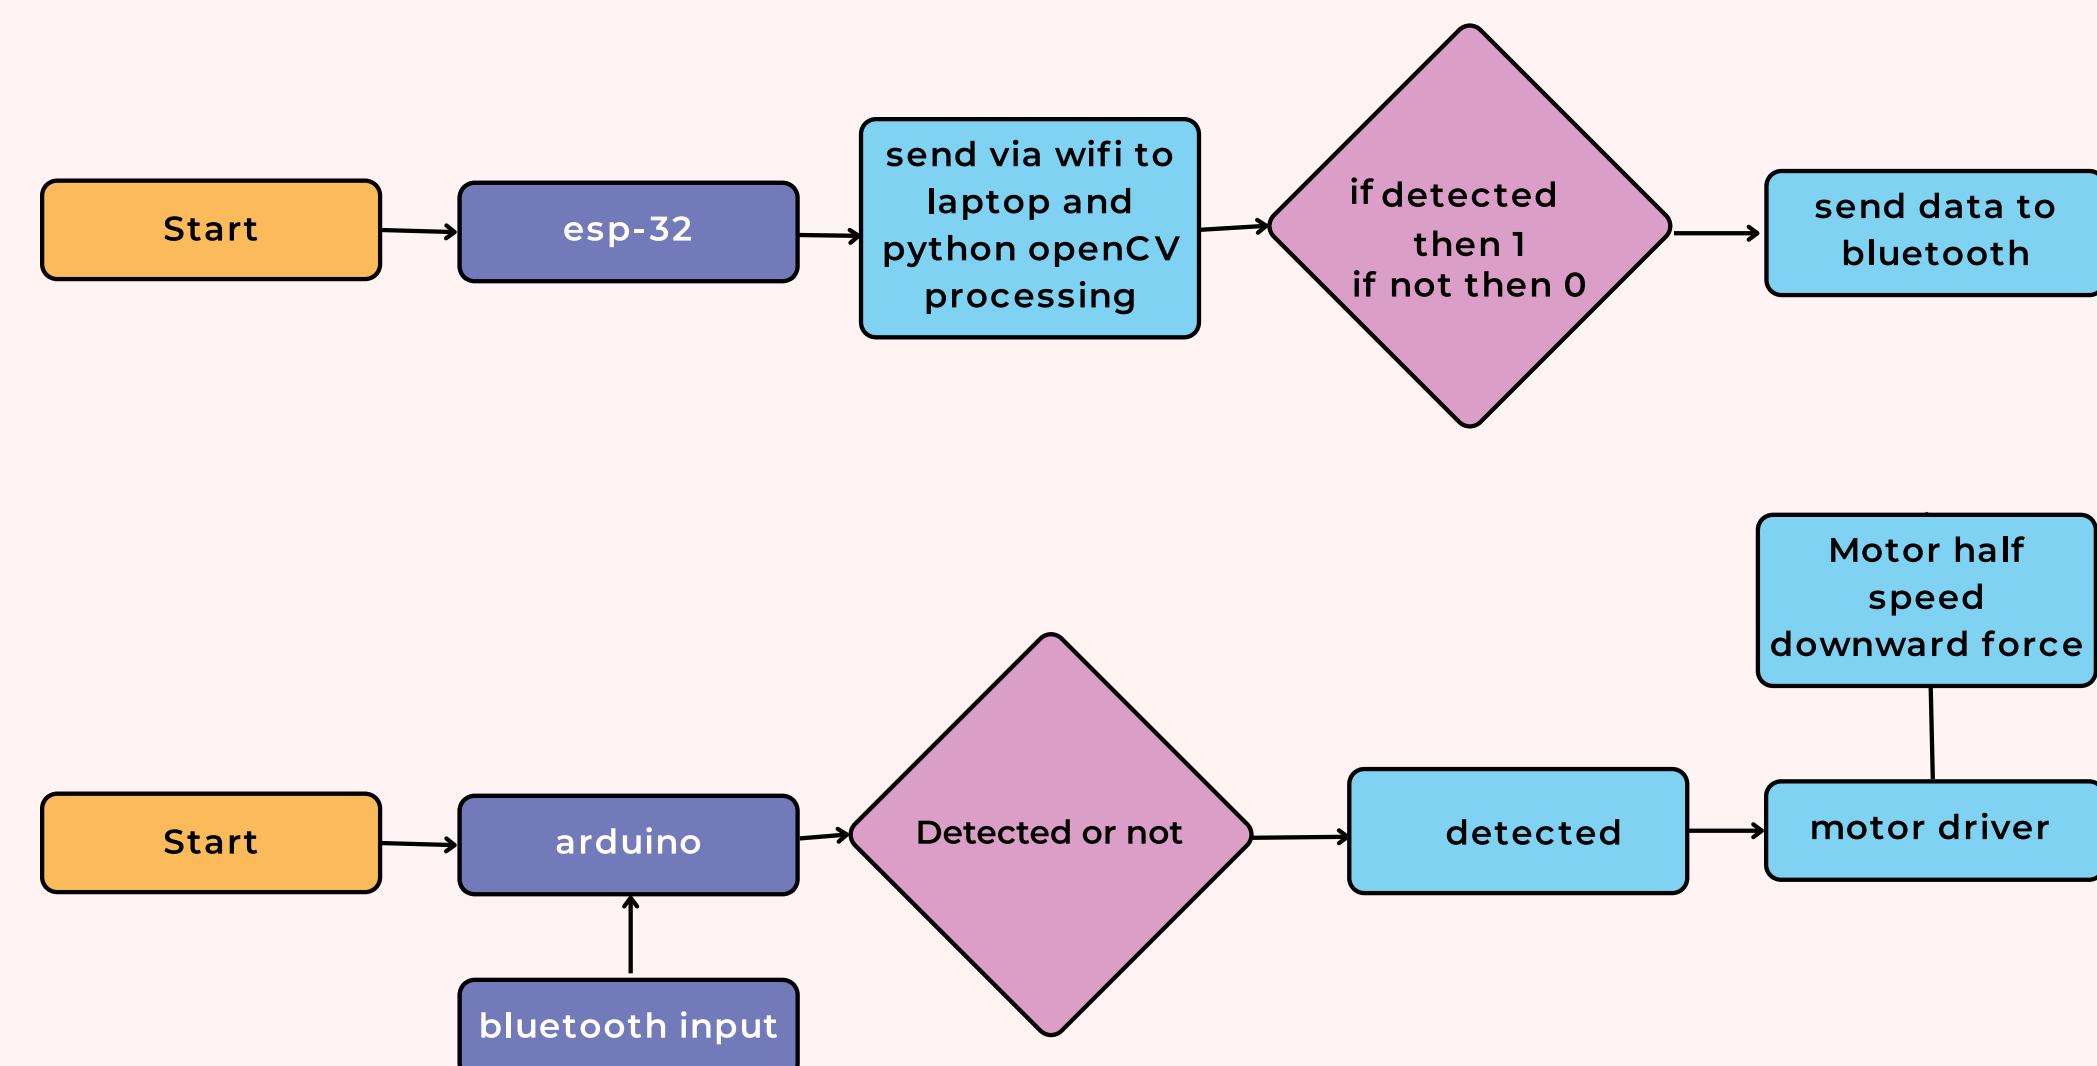 Start
esp-32
send via wifi to
laptop and
python openCV
processing
if detected
then 1
if not then 0
send data to
bluetooth
Motor half
speed
downward force
Start
arduino
Detected or not
detected
motor driver
bluetooth input